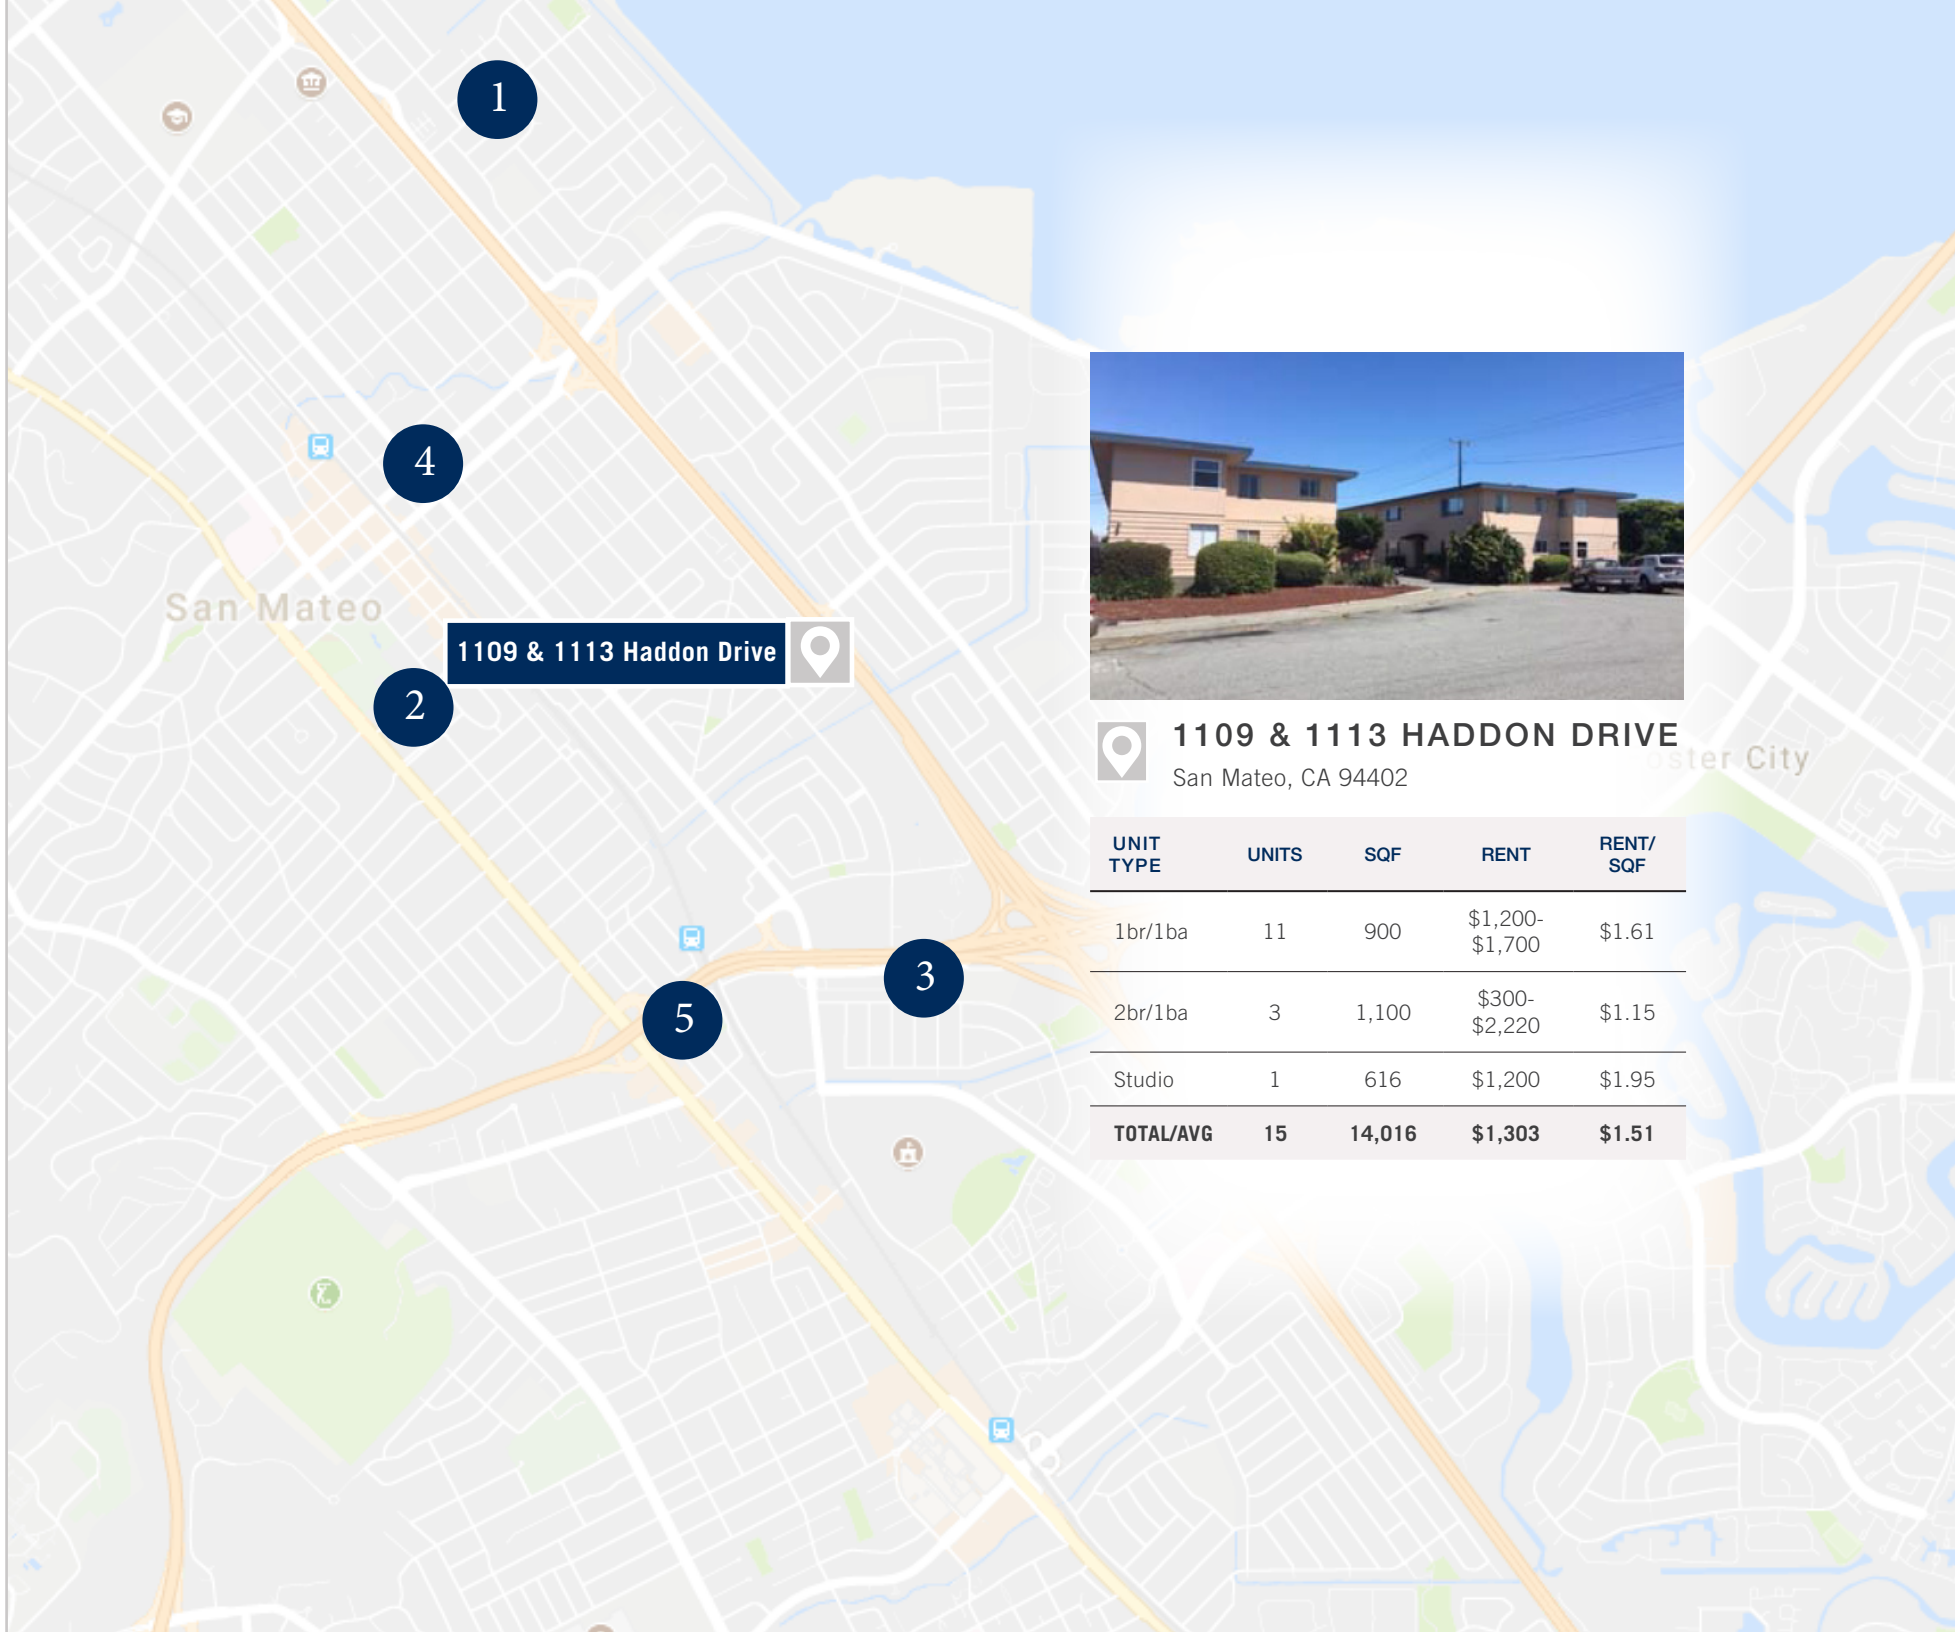 1
4
San Mateo
1109 & 1113 Haddon Drive
2
3
5
1109 & 1113 HADDON DRIVE
San Mateo, CA 94402
ster City
UNIT TYPE UNITS SQF RENT RENT/ SQF
1br/1ba 11 900 $1,200- $1,700 $1.61
2br/1ba 3 1,100 $300- $2,220 $1.15
Studio 1 616 $1,200 $1.95
TOTAL/AVG 15 14,016 $1,303 $1.51